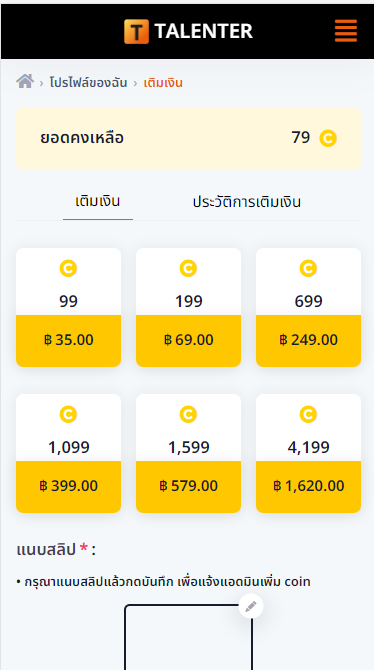 TALENTER
โปรไฟล์ของฉัน › เติมเงิน
ยอดคงเหลือ 79
เติมเงิน ประวัติการเติมเงิน
99 199 699
฿ 35.00 ฿ 69.00 ฿ 249.00
1,099 1,599 4,199
฿ 399.00 ฿ 579.00 ฿ 1,620.00
แนบสลิป * :
• กรุณาแนบสลิปแล้วกดบันทึก เพื่อแจ้งแอดมินเพิ่ม coin